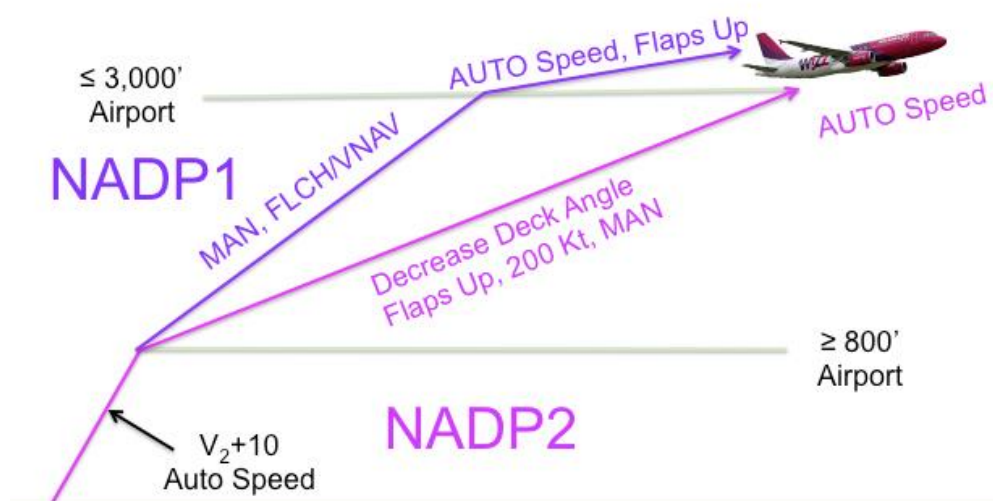 ≤ 3,000’
Airport
AUTO Speed, Flaps Up
WIZZ
AUTO Speed
NADP1
MAN, FLCH/VNAV
Decrease Deck Angle
Flaps Up, 200 Kt, MAN
≥ 800’
Airport
NADP2
V₂+10
Auto Speed